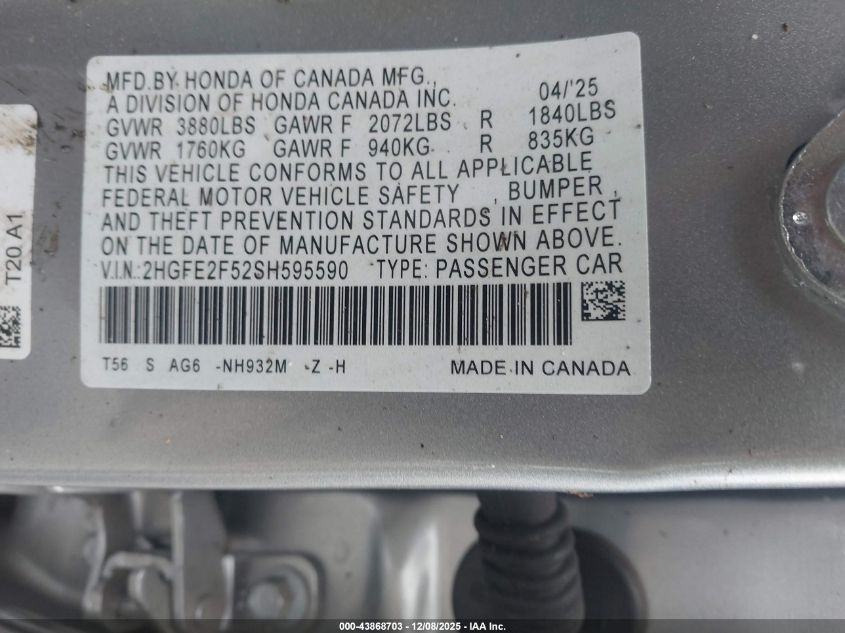 MFD.BY HONDA OF CANADA MFG.,
A DIVISION OF HONDA CANADA INC. 04/'25
GVWR 3880LBS GAWR F 2072LBS R 1840LBS
GVWR 1760KG GAWR F 940KG R 835KG
THIS VEHICLE CONFORMS TO ALL APPLICABLE
FEDERAL MOTOR VEHICLE SAFETY , BUMPER ,
AND THEFT PREVENTION STANDARDS IN EFFECT
ON THE DATE OF MANUFACTURE SHOWN ABOVE.
V.I.N.:2HGFE2F52SH595590 TYPE: PASSENGER CAR
T56 S AG6 -NH932M -Z -H MADE IN CANADA
T20 A1
000-43868703 - 12/08/2025 - IAA Inc.